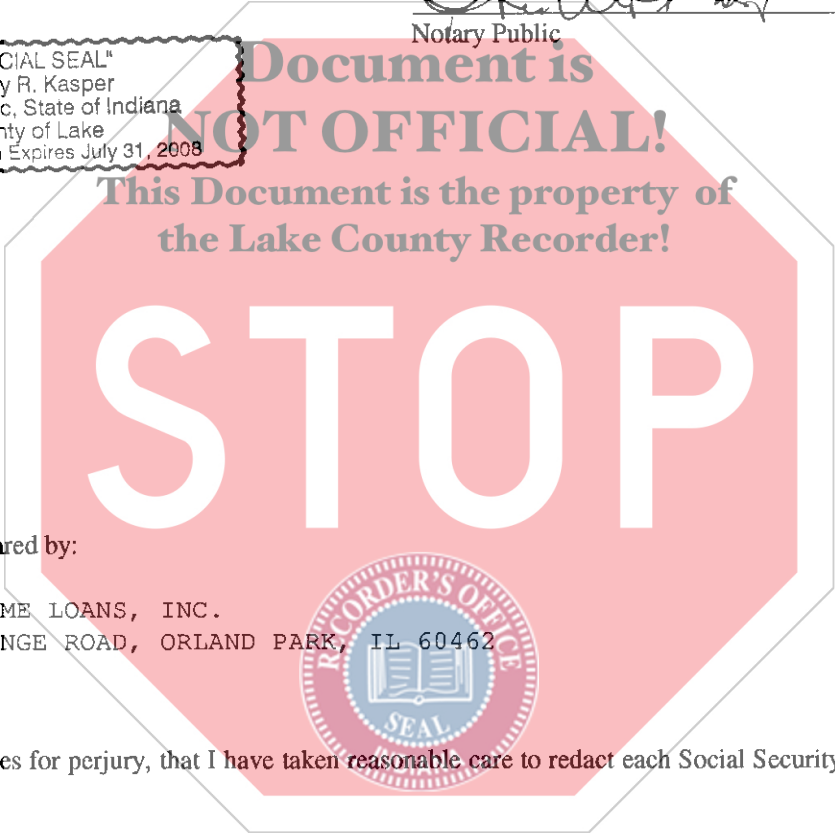 Notary Public
CIAL SEAL"
y R. Kasper
c, State of Indiana
nty of Lake
Expires July 31, 2008
Document is
NOT OFFICIAL!
This Document is the property of
the Lake County Recorder!
STOP
red by:
ME LOANS, INC.
NGE ROAD, ORLAND PARK, IL 60462
RECORDER'S OFFICE
SEAL
INDIANA
es for perjury, that I have taken reasonable care to redact each Social Security